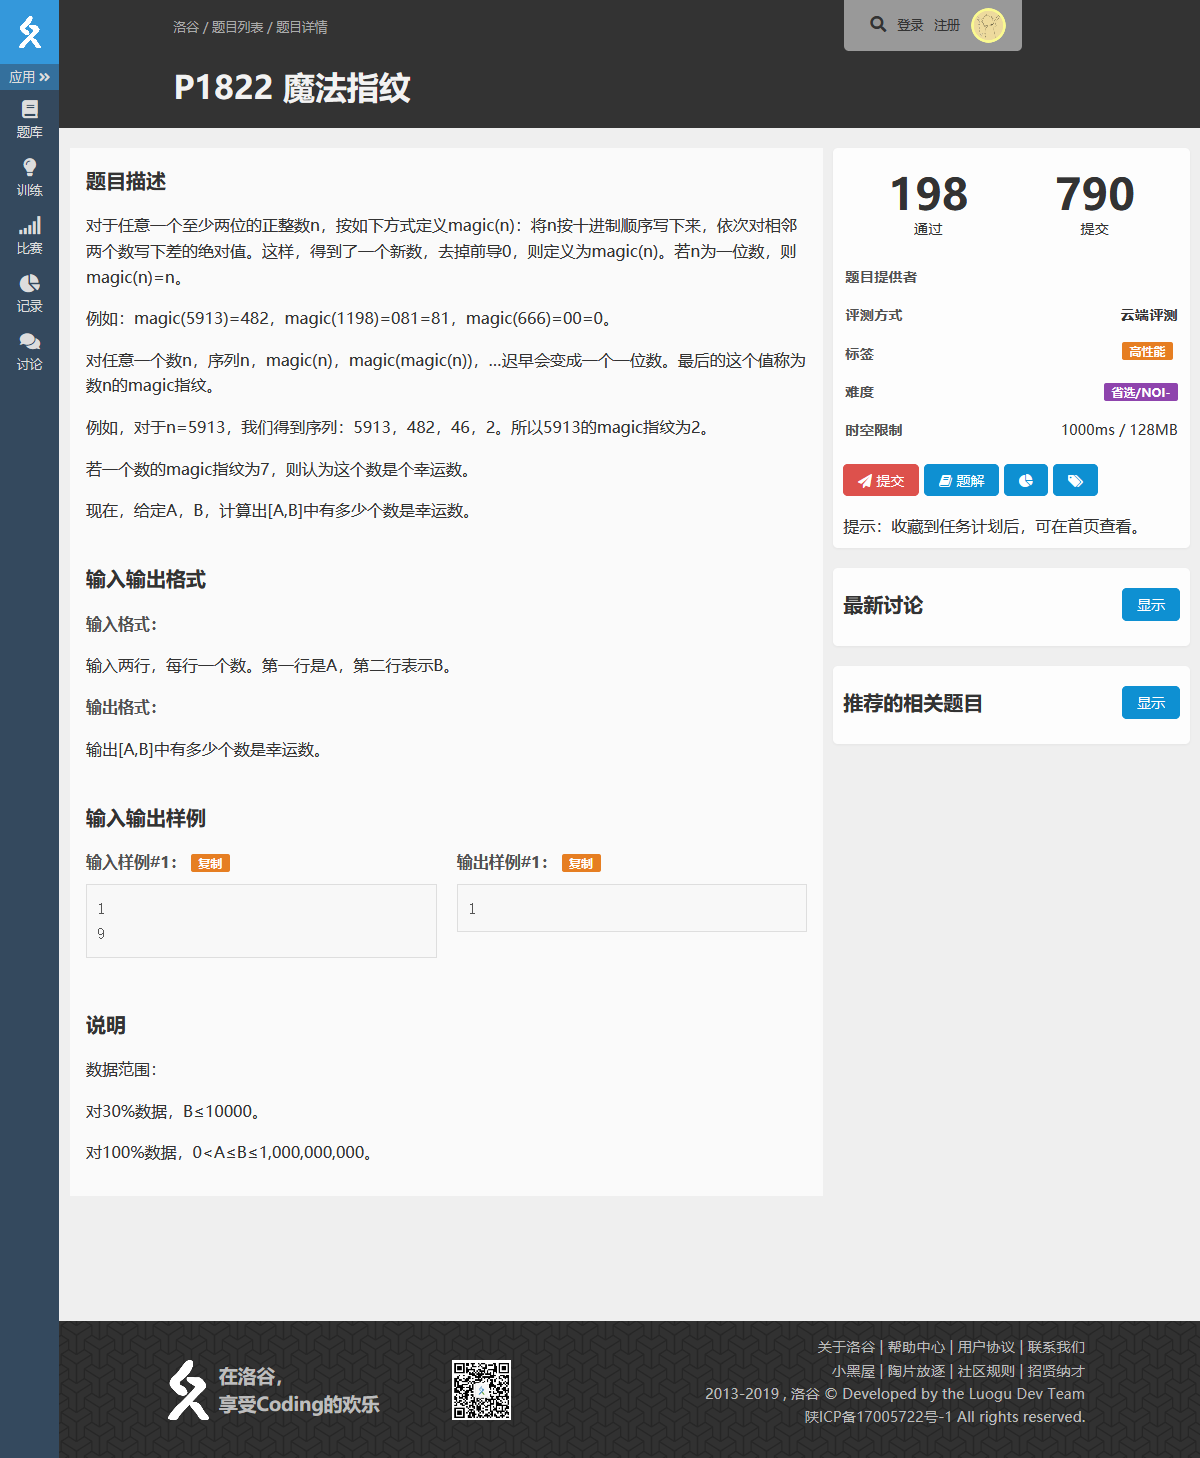 洛谷 / 题目列表 / 题目详情
登录 注册
P1822 魔法指纹
应用
题库
训练
比赛
记录
讨论
题目描述
对于任意一个至少两位的正整数n，按如下方式定义magic(n)：将n按十进制顺序写下来，依次对相邻
两个数写下差的绝对值。这样，得到了一个新数，去掉前导0，则定义为magic(n)。若n为一位数，则
magic(n)=n。
例如：magic(5913)=482，magic(1198)=081=81，magic(666)=00=0。
对任意一个数n，序列n，magic(n)，magic(magic(n))，…迟早会变成一个一位数。最后的这个值称为
数n的magic指纹。
例如，对于n=5913，我们得到序列：5913，482，46，2。所以5913的magic指纹为2。
若一个数的magic指纹为7，则认为这个数是个幸运数。
现在，给定A，B，计算出[A,B]中有多少个数是幸运数。
输入输出格式
输入格式：
输入两行，每行一个数。第一行是A，第二行表示B。
输出格式：
输出[A,B]中有多少个数是幸运数。
输入输出样例
输入样例#1： 复制
1
9
输出样例#1： 复制
1
说明
数据范围：
对30%数据，B≤10000。
对100%数据，0<A≤B≤1,000,000,000。
198 790
通过 提交
题目提供者
评测方式 云端评测
标签 高性能
难度 省选/NOI-
时空限制 1000ms / 128MB
提交 题解
提示：收藏到任务计划后，可在首页查看。
最新讨论 显示
推荐的相关题目 显示
在洛谷，
享受Coding的欢乐
关于洛谷 | 帮助中心 | 用户协议 | 联系我们
小黑屋 | 陶片放逐 | 社区规则 | 招贤纳才
2013-2019 , 洛谷 © Developed by the Luogu Dev Team
陕ICP备17005722号-1 All rights reserved.